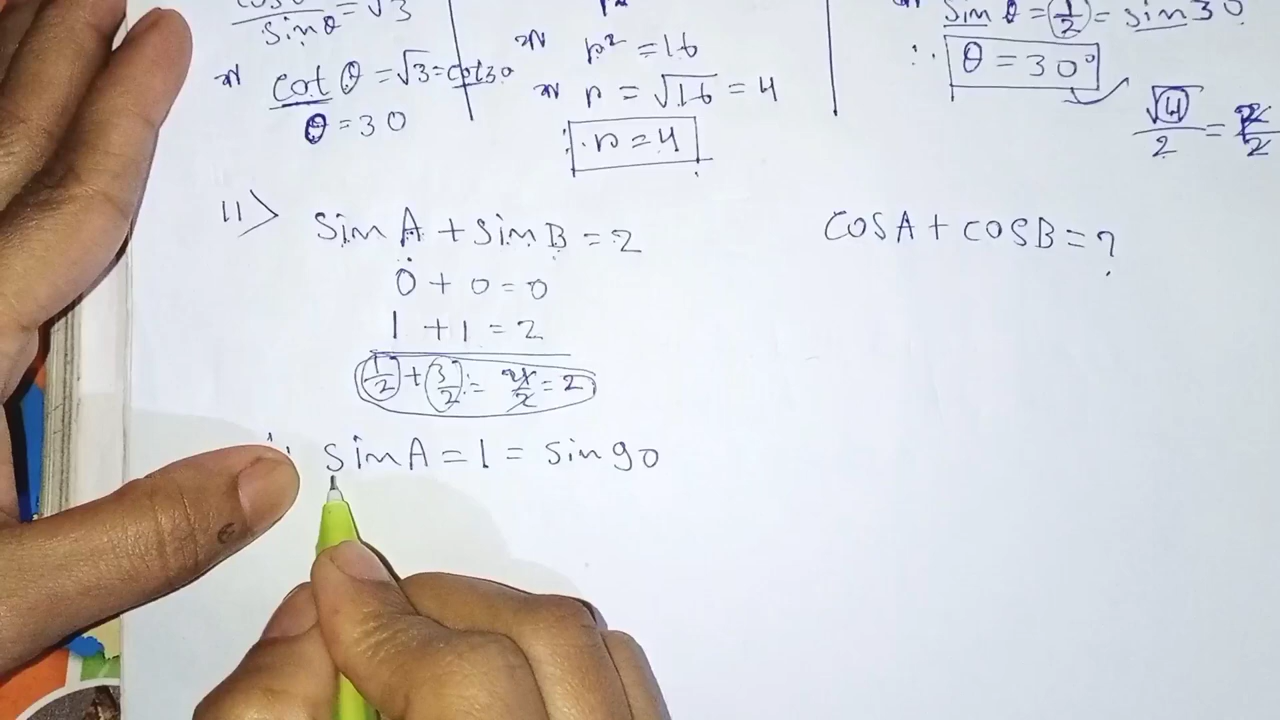 cosθ/sinθ = √3
⇒ cot θ = √3 = cot30
θ = 30
⇒ r² = 16
⇒ r = √16 = 4
∴ r = 4
sin θ = (1/2) = sin30
∴ θ = 30°
√4/2 = 2/2
11>
sin A + sin B = 2
0 + 0 = 0
1 + 1 = 2
1/2 + 3/2 = 4/2 = 2
∴ sin A = 1 = sin 90
cos A + cos B = ?